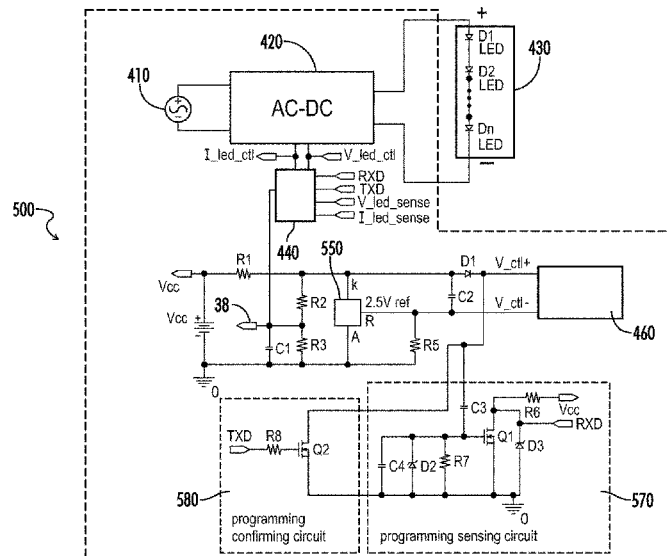 +
420
D1
LED
430
410
AC-DC
D2
LED
Dn
LED
−
I_led_ctl
V_led_ctl
RXD
TXD
V_led_sense
I_led_sense
500
440
550
R1
D1
V_ctl+
Vcc
k
R2
C2
38
2.5V ref
R
V_ctl-
Vcc
+
-
C1
R3
A
R5
460
0
C3
R6
Vcc
RXD
TXD
R8
Q2
Q1
C4
D2
R7
D3
580
570
0
programming
confirming circuit
programming sensing circuit